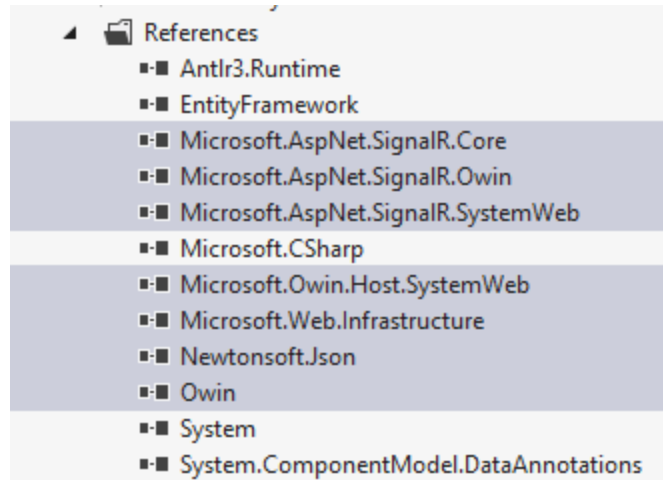 References
Antlr3.Runtime
EntityFramework
Microsoft.AspNet.SignalR.Core
Microsoft.AspNet.SignalR.Owin
Microsoft.AspNet.SignalR.SystemWeb
Microsoft.CSharp
Microsoft.Owin.Host.SystemWeb
Microsoft.Web.Infrastructure
Newtonsoft.Json
Owin
System
System.ComponentModel.DataAnnotations